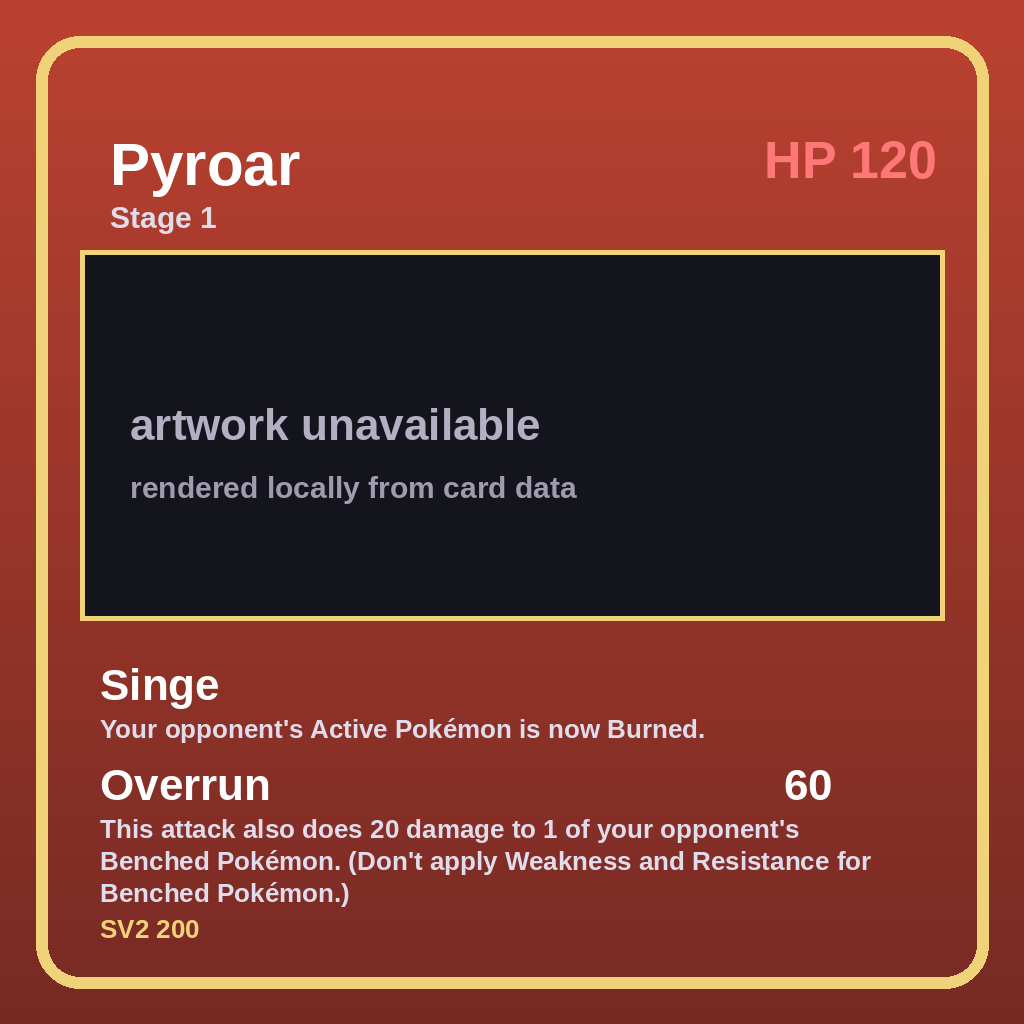 Pyroar
HP 120
Stage 1
artwork unavailable
rendered locally from card data
Singe
Your opponent's Active Pokémon is now Burned.
Overrun 60
This attack also does 20 damage to 1 of your opponent's
Benched Pokémon. (Don't apply Weakness and Resistance for
Benched Pokémon.)
SV2 200